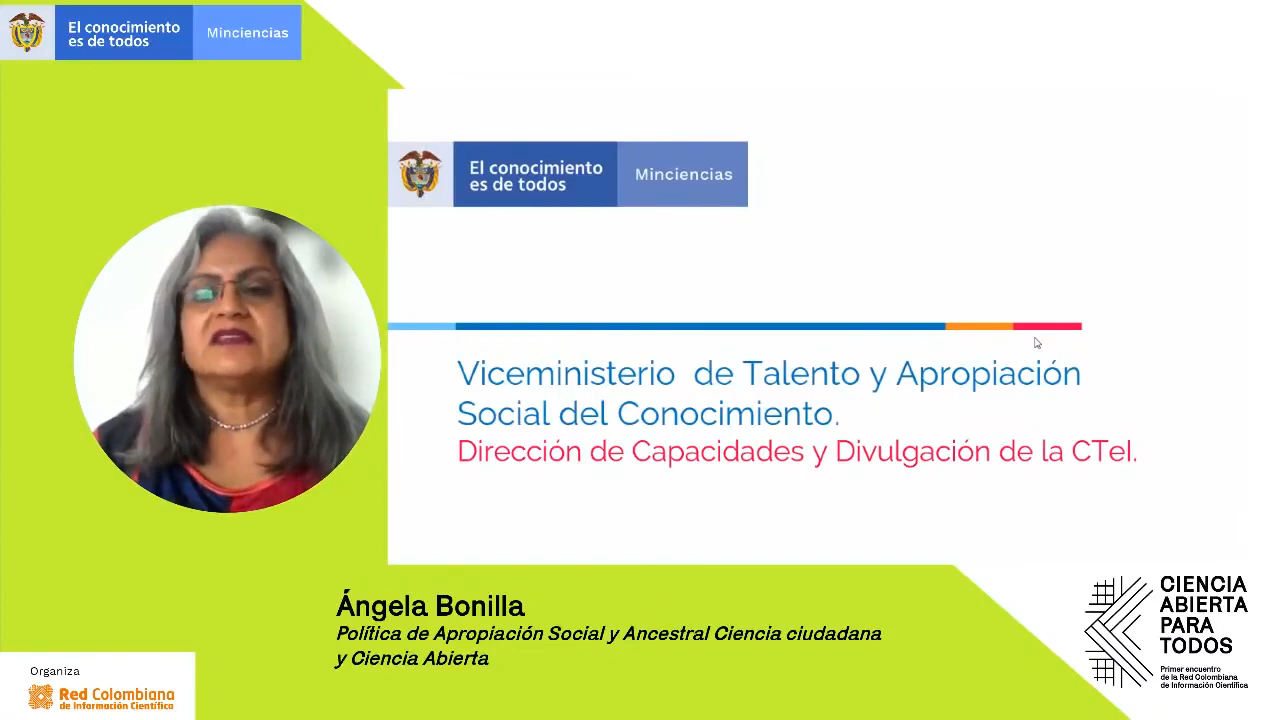 El conocimiento
es de todos
Minciencias
El conocimiento
es de todos
Minciencias
Viceministerio de Talento y Apropiación
Social del Conocimiento.
Dirección de Capacidades y Divulgación de la CTeI.
Ángela Bonilla
Política de Apropiación Social y Ancestral Ciencia ciudadana
y Ciencia Abierta
Organiza
Red Colombiana
de Información Científica
CIENCIA
ABIERTA
PARA
TODOS
Primer encuentro
de la Red Colombiana
de Información Científica